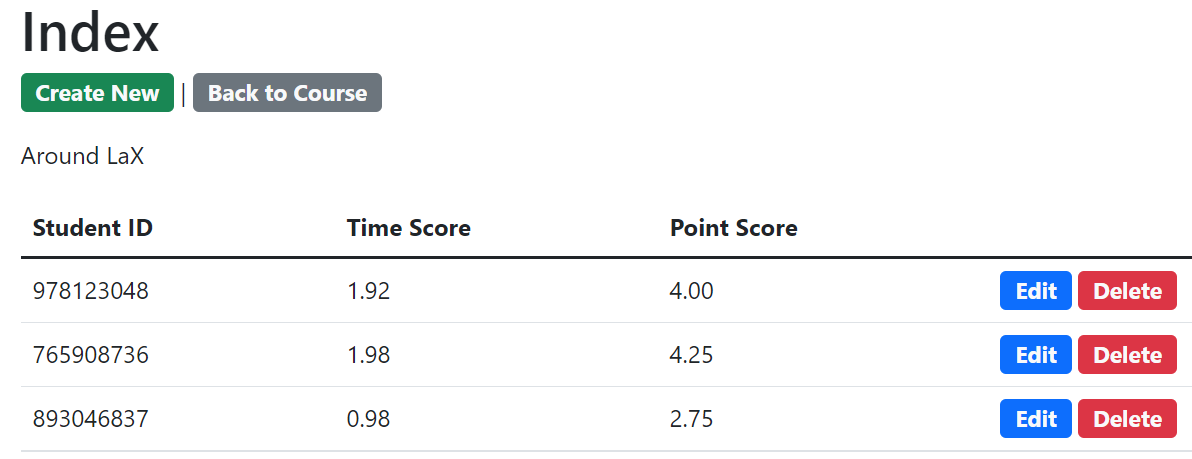 Index
Create New | Back to Course
Around LaX
Student ID Time Score Point Score
978123048 1.92 4.00 Edit Delete
765908736 1.98 4.25 Edit Delete
893046837 0.98 2.75 Edit Delete